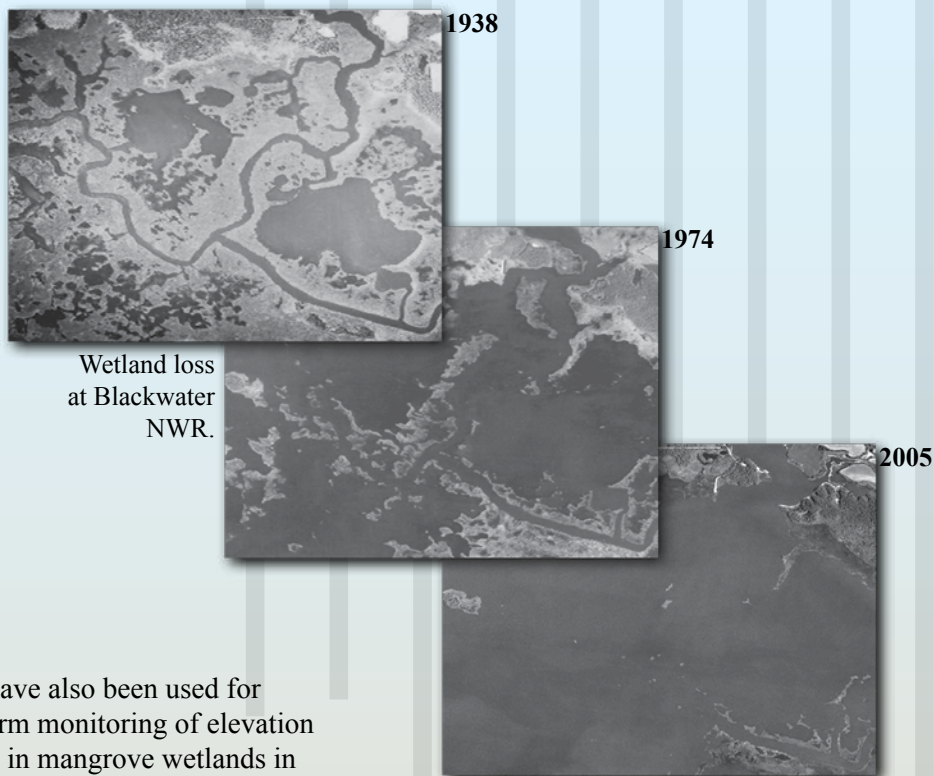 1938
1974
Wetland loss
at Blackwater
NWR.
2005
ave also been used for
rm monitoring of elevation
in mangrove wetlands in